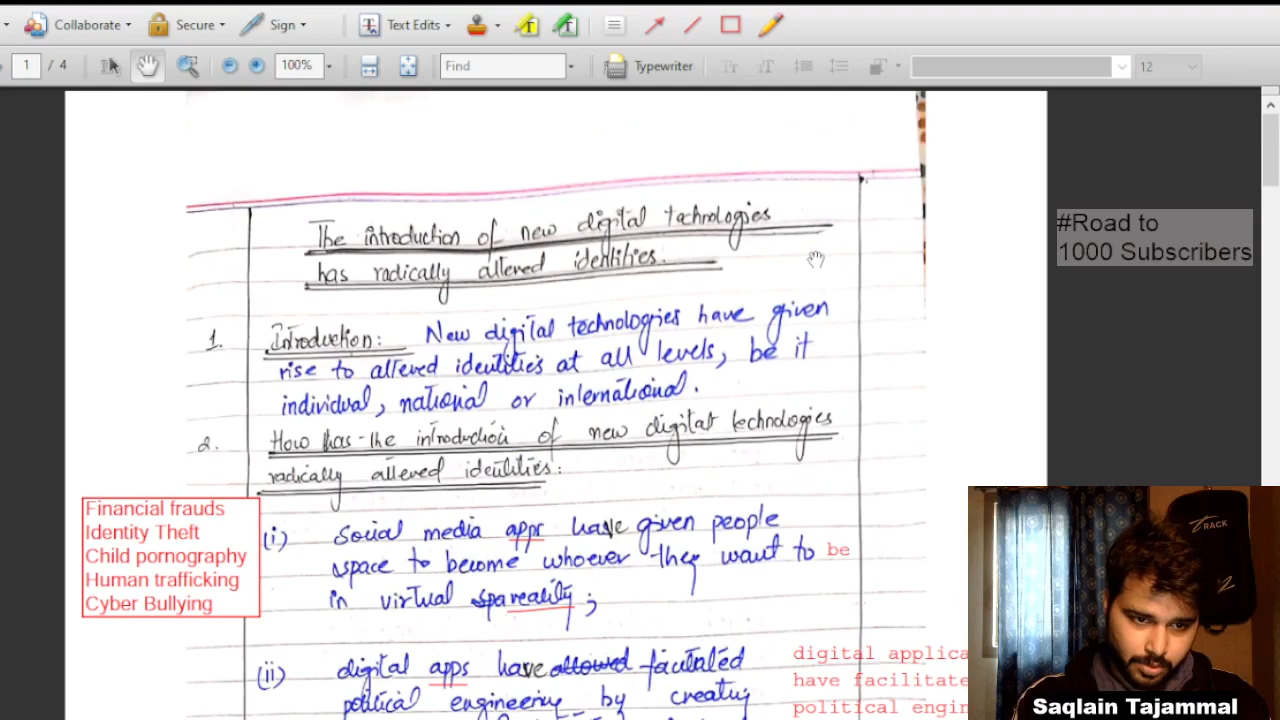 Collaborate Secure Sign Text Edits
1 / 4 100% Find Typewriter 12
The introduction of new digital technologies
has radically altered identities.
#Road to
1000 Subscribers
1. Introduction: New digital technologies have given
rise to altered identities at all levels, be it
individual, national or international.
2. How has the introduction of new digital technologies
radically altered identities:
Financial frauds
Identity Theft
Child pornography
Human trafficking
Cyber Bullying
(i) Social media apps have given people
space to become whoever they want to be
in virtual reality;
(ii) digital apps have allowed facilitated
political engineering by creating
digital applica
have facilitate
political engin
TRACK
Saqlain Tajammal